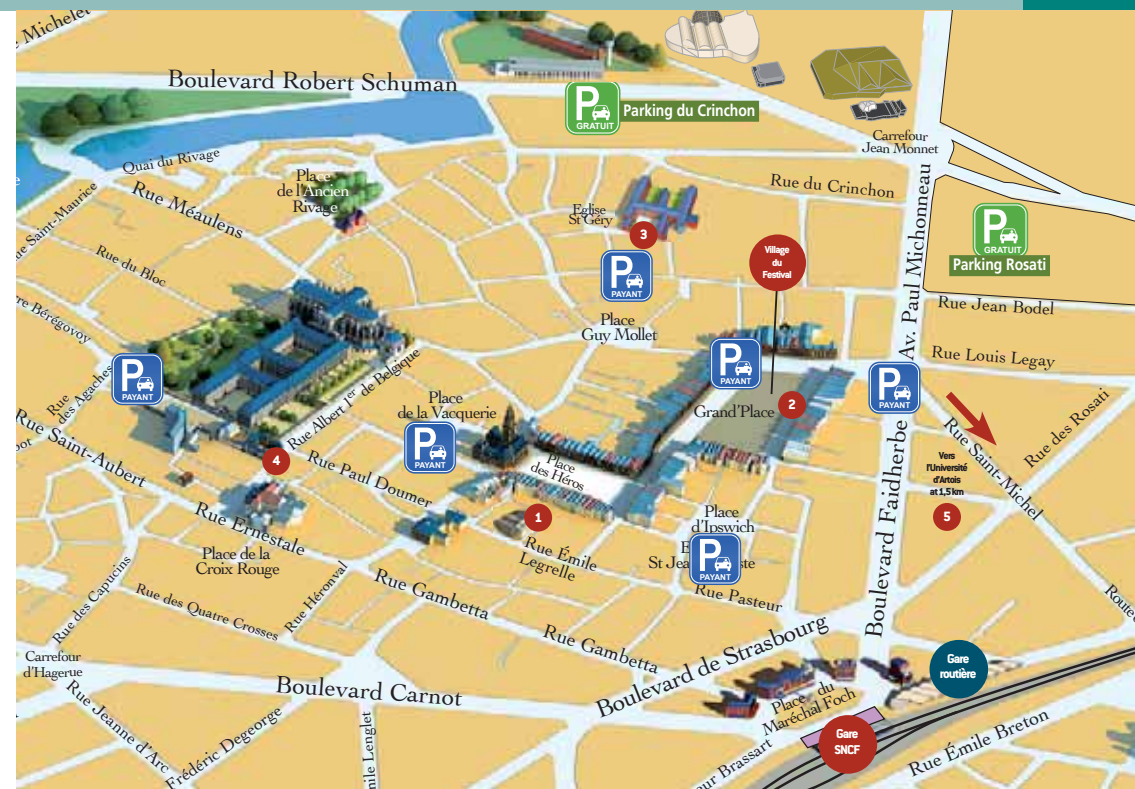 Michelet
Boulevard Robert Schuman
P
GRATUIT
Parking du Crinchon
Carrefour
Jean Monnet
Quai du Rivage
Place
de l'Ancien
Rivage
Rue Méaulens
Rue Saint-Maurice
Rue du Bloc
Eglise
St Géry
3
P
PAYANT
Place
Guy Mollet
Rue du Crinchon
Village
du
Festival
Av. Paul Michonneau
P
GRATUIT
Parking Rosati
Rue Jean Bodel
Rue Louis Legay
Bérégovoy
P
PAYANT
Rue
des Agaches
Rue Saint-Aubert
Rue Albert 1er de Belgique
4
Place
de la Vacquerie
P
PAYANT
Rue Paul Doumer
Place
des Héros
P
PAYANT
Grand'Place
2
P
PAYANT
Boulevard Faidherbe
Rue Saint-Michel
Rue des Rosati
Vers
l'Université
d'Artois
at 1,5 km
5
1
Rue Émile
Legrelle
Place
d'Ipswich
St
P
PAYANT
Rue Pasteur
Rue Ernestale
Place de la
Croix Rouge
Rue des Capucins
Rue des Quatre Crosses
Rue Héronval
Rue Gambetta
Rue Gambetta
Boulevard de Strasbourg
Carrefour
d'Hagerue
Boulevard Carnot
Rue Jeanne d'Arc
Frédéric Degeorge
Lenglet
Place du
Maréchal Foch
Gare
routière
Gare
SNCF
Brassart
Rue Émile Breton
Route